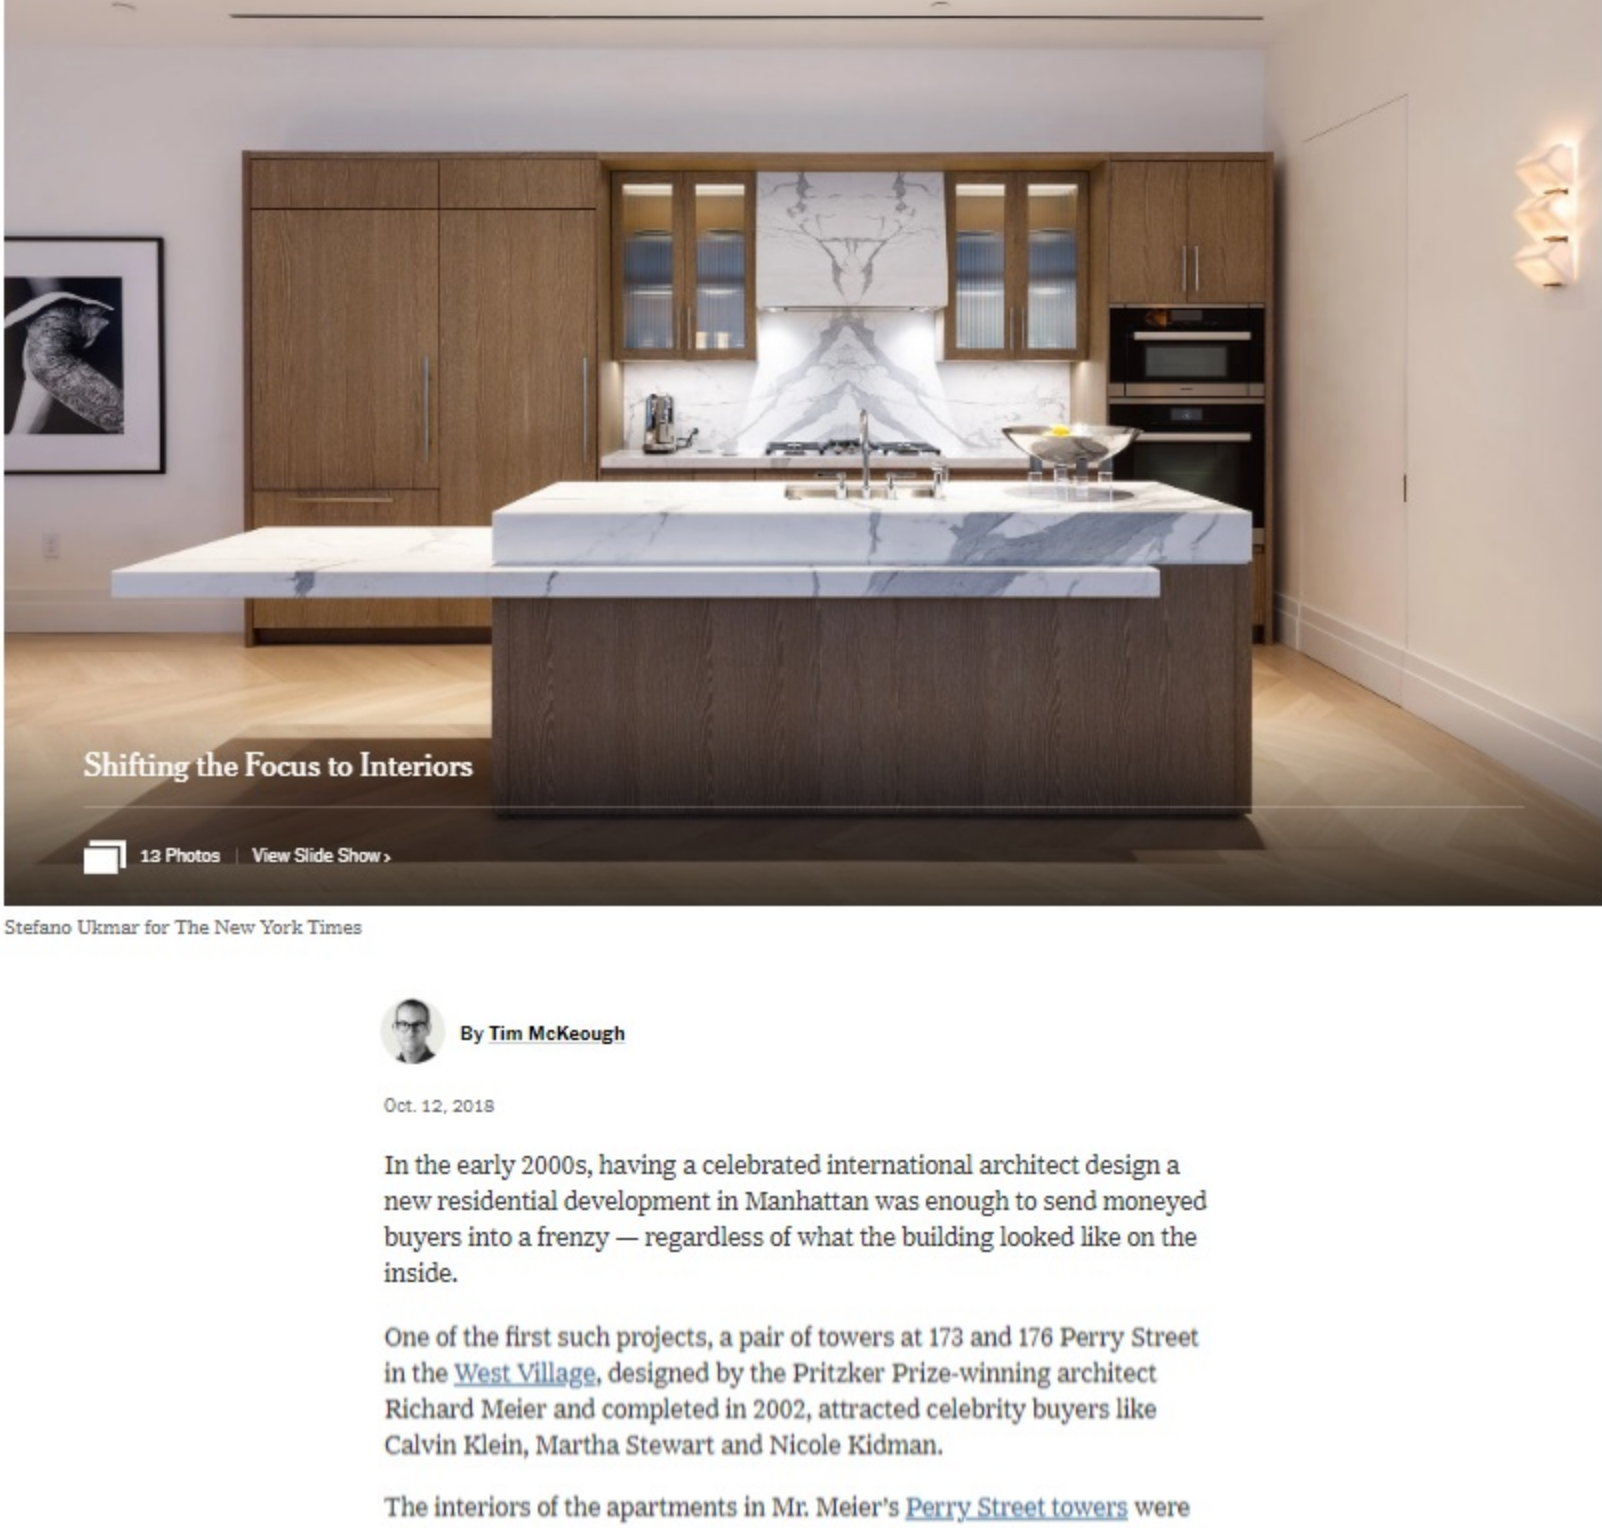 Shifting the Focus to Interiors
13 Photos | View Slide Show ›
Stefano Ukmar for The New York Times
By Tim McKeough
Oct. 12, 2018
In the early 2000s, having a celebrated international architect design a
new residential development in Manhattan was enough to send moneyed
buyers into a frenzy — regardless of what the building looked like on the
inside.
One of the first such projects, a pair of towers at 173 and 176 Perry Street
in the West Village, designed by the Pritzker Prize-winning architect
Richard Meier and completed in 2002, attracted celebrity buyers like
Calvin Klein, Martha Stewart and Nicole Kidman.
The interiors of the apartments in Mr. Meier's Perry Street towers were